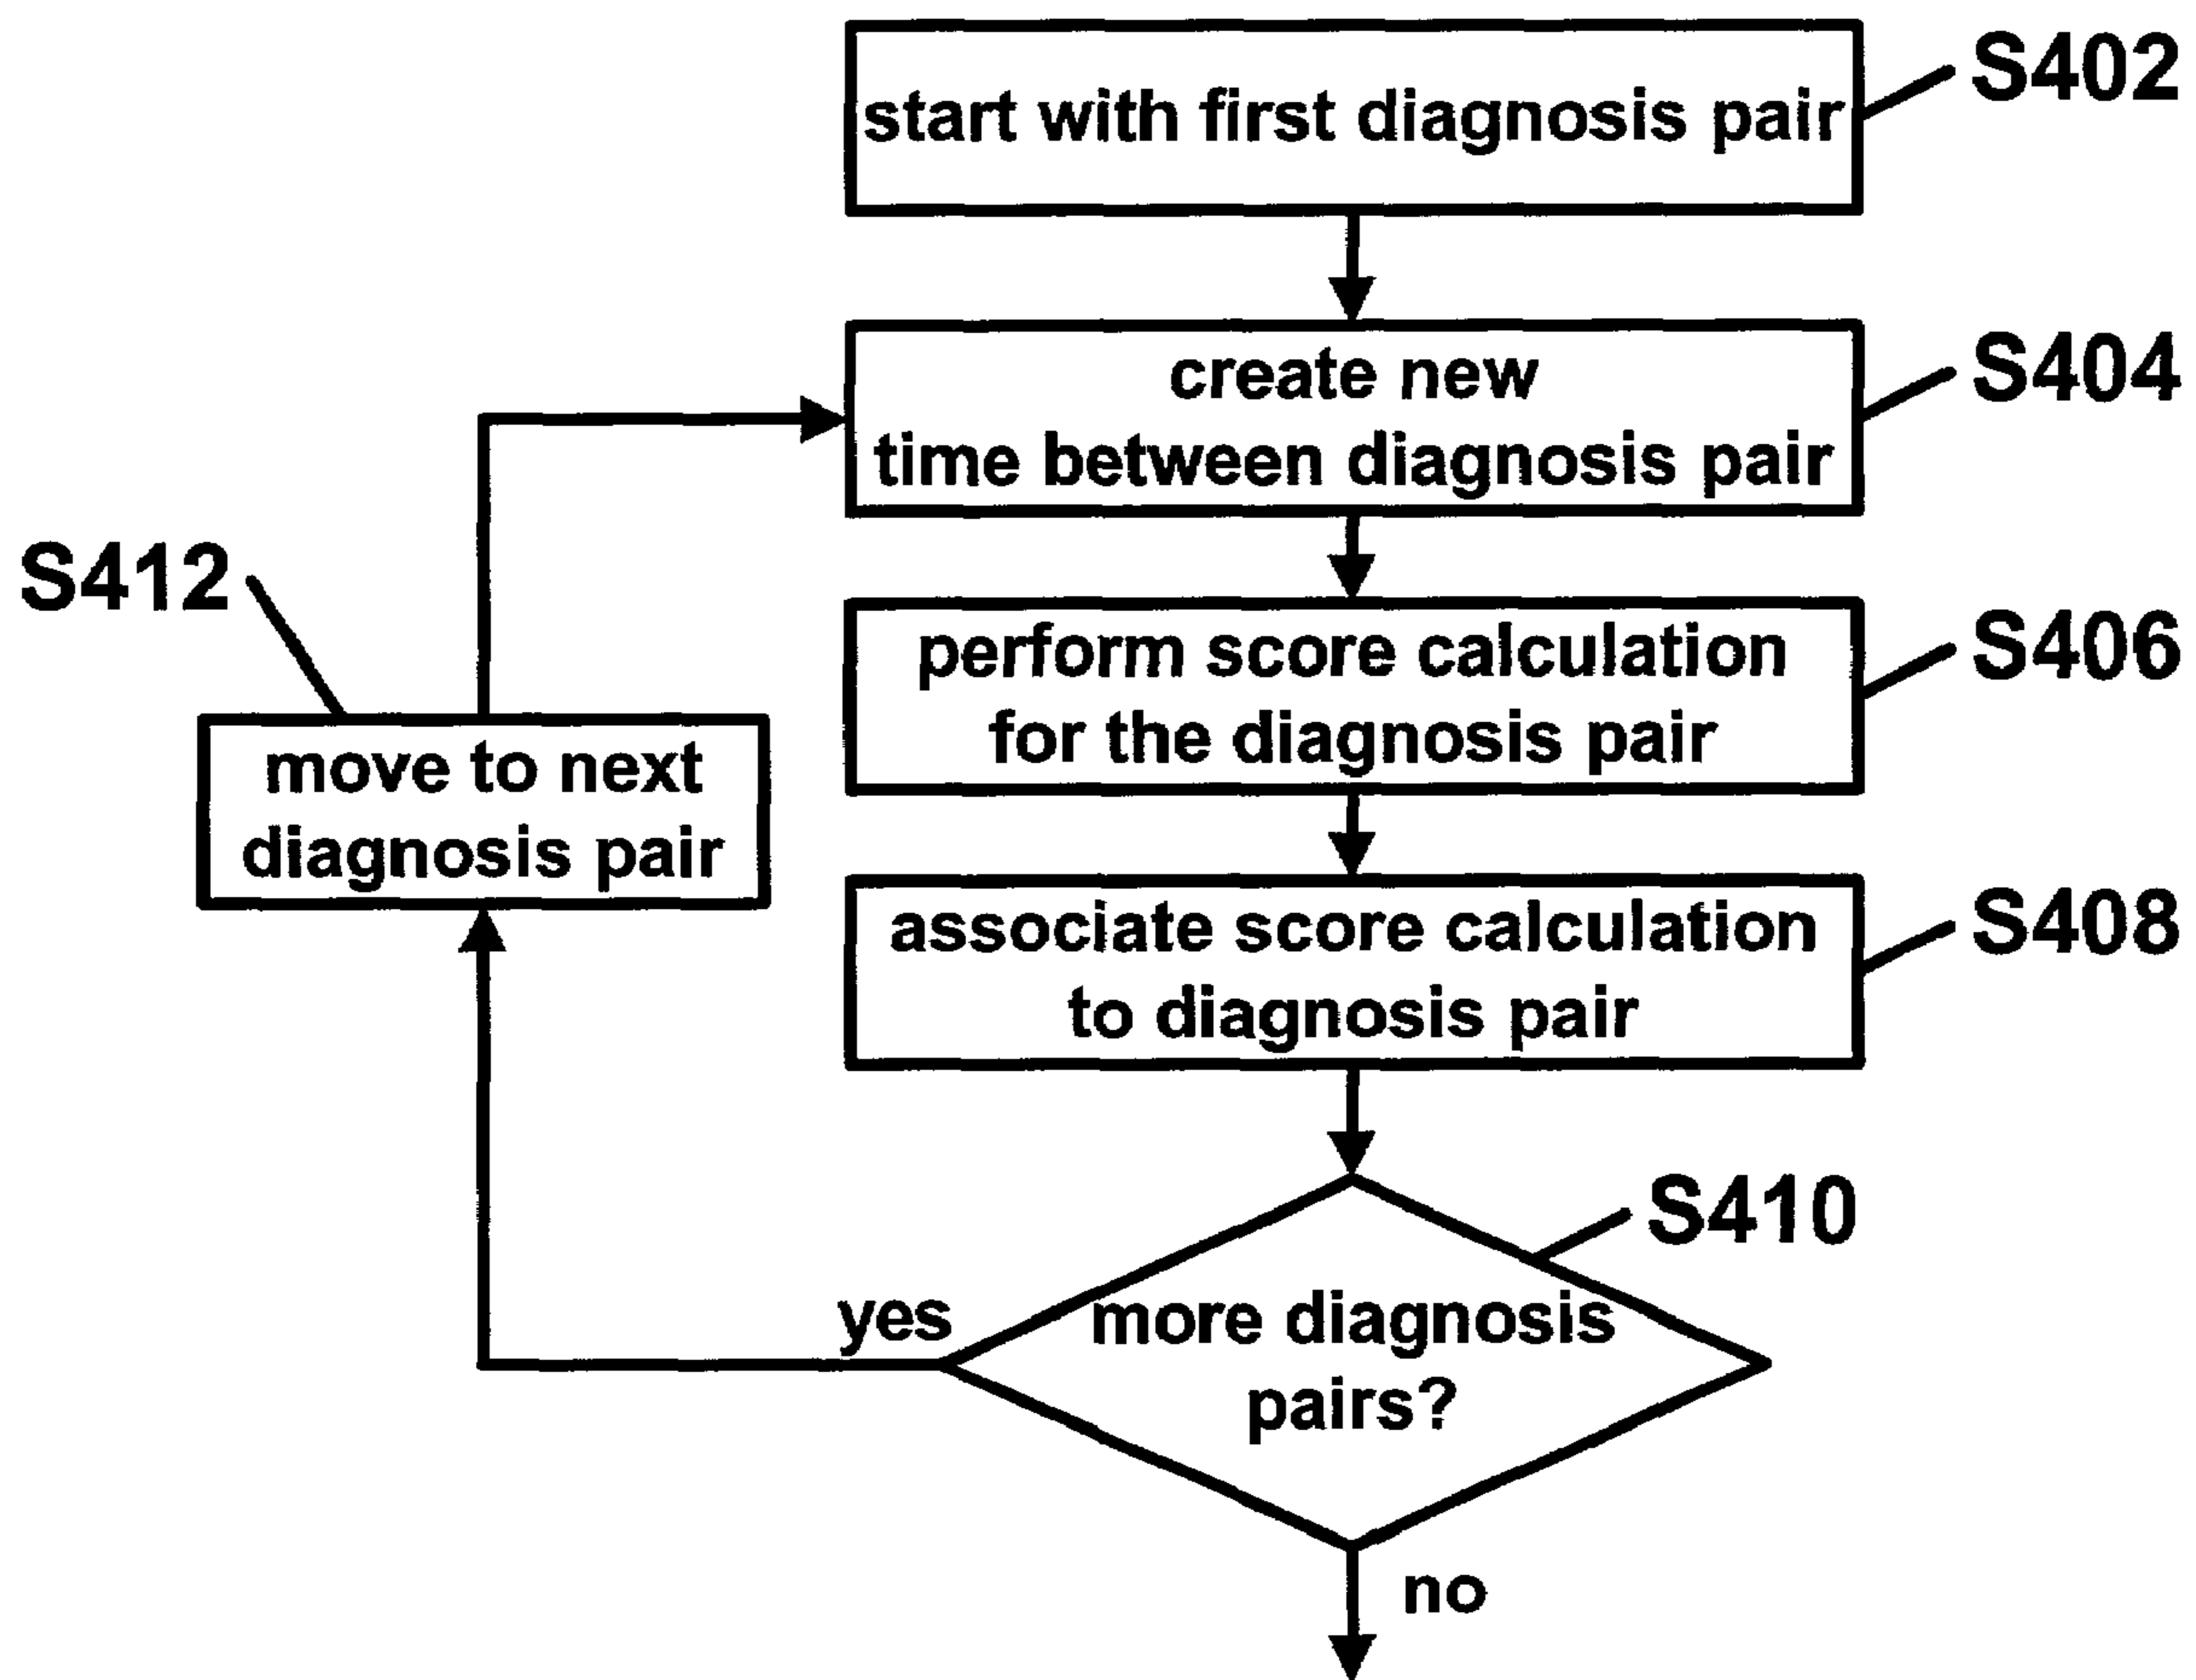 start with first diagnosis pair
S402
create new
time between diagnosis pair
S404
perform score calculation
for the diagnosis pair
S406
S412
move to next
diagnosis pair
associate score calculation
to diagnosis pair
S408
S410
more diagnosis
pairs?
yes
no